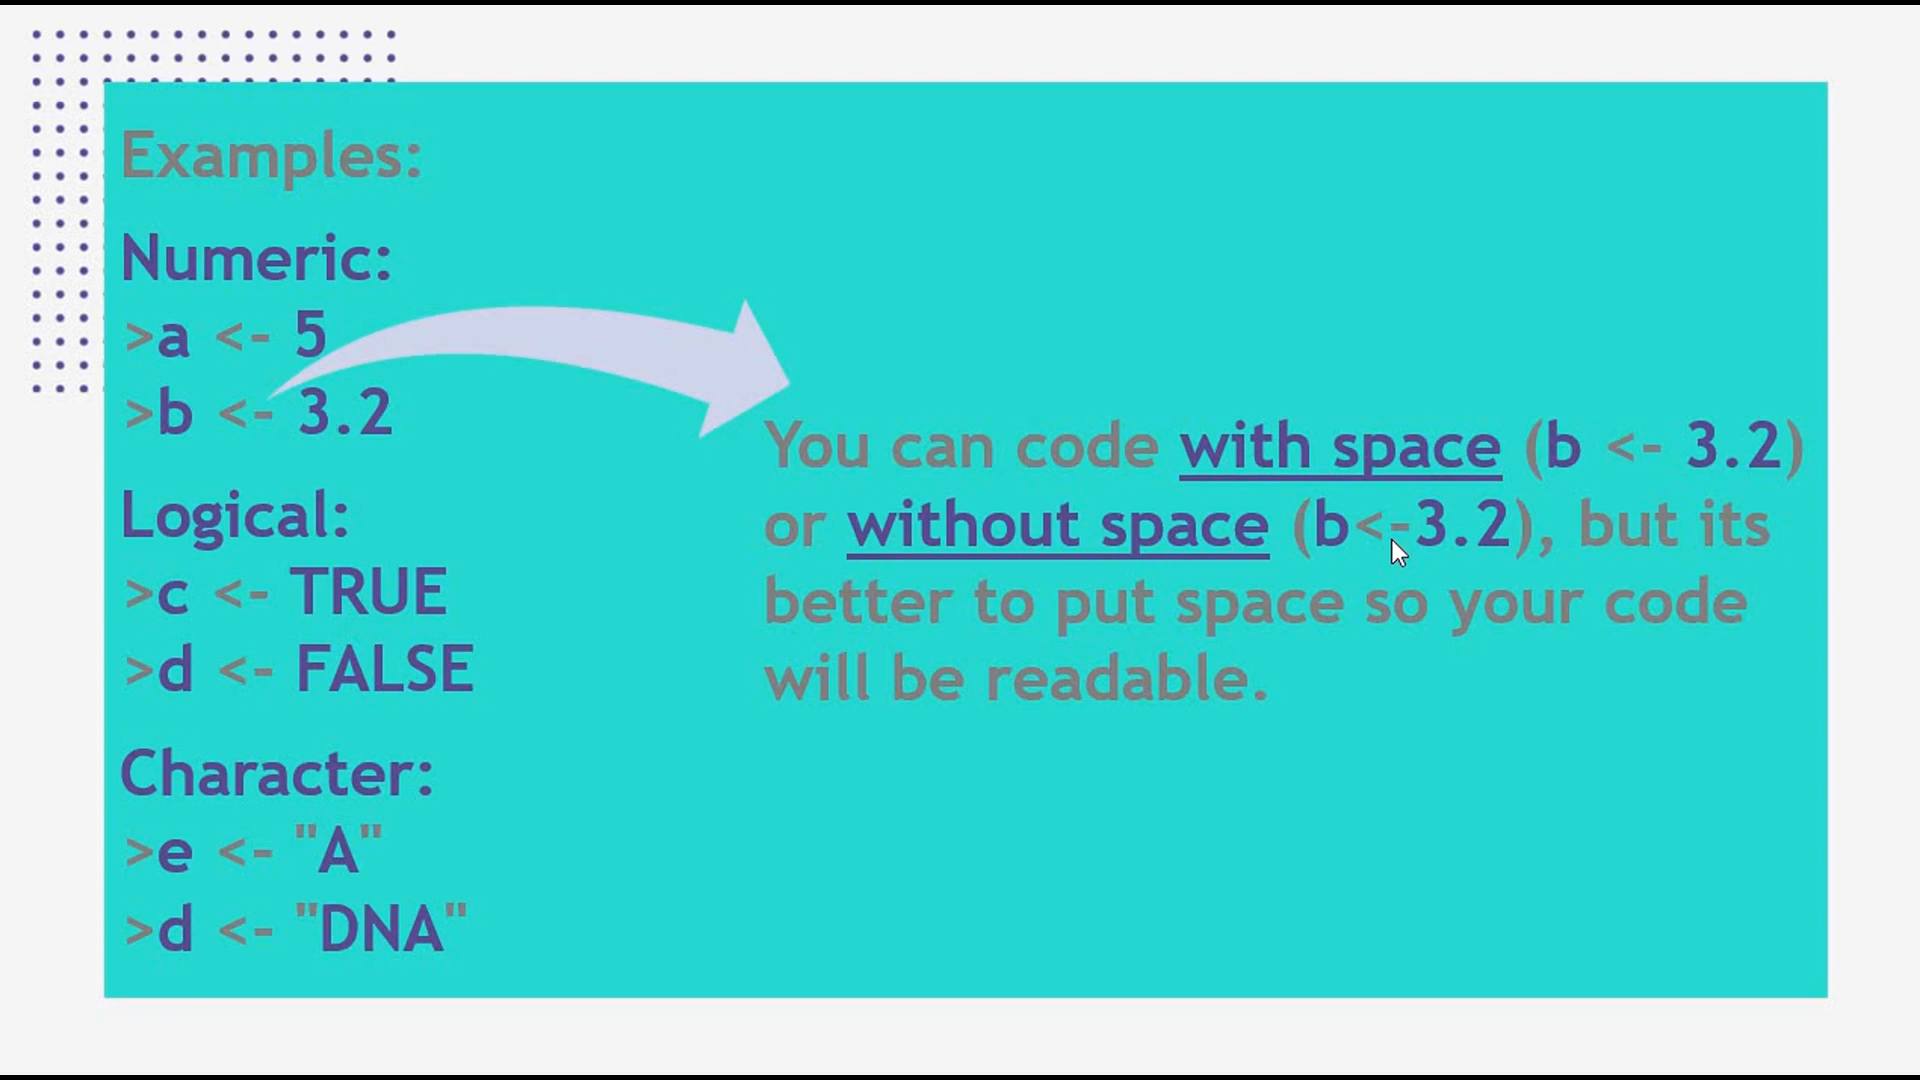 Examples:
Numeric:
>a <- 5
>b <- 3.2
Logical:
>c <- TRUE
>d <- FALSE
Character:
>e <- "A"
>d <- "DNA"
You can code with space (b <- 3.2)
or without space (b<-3.2), but its
better to put space so your code
will be readable.